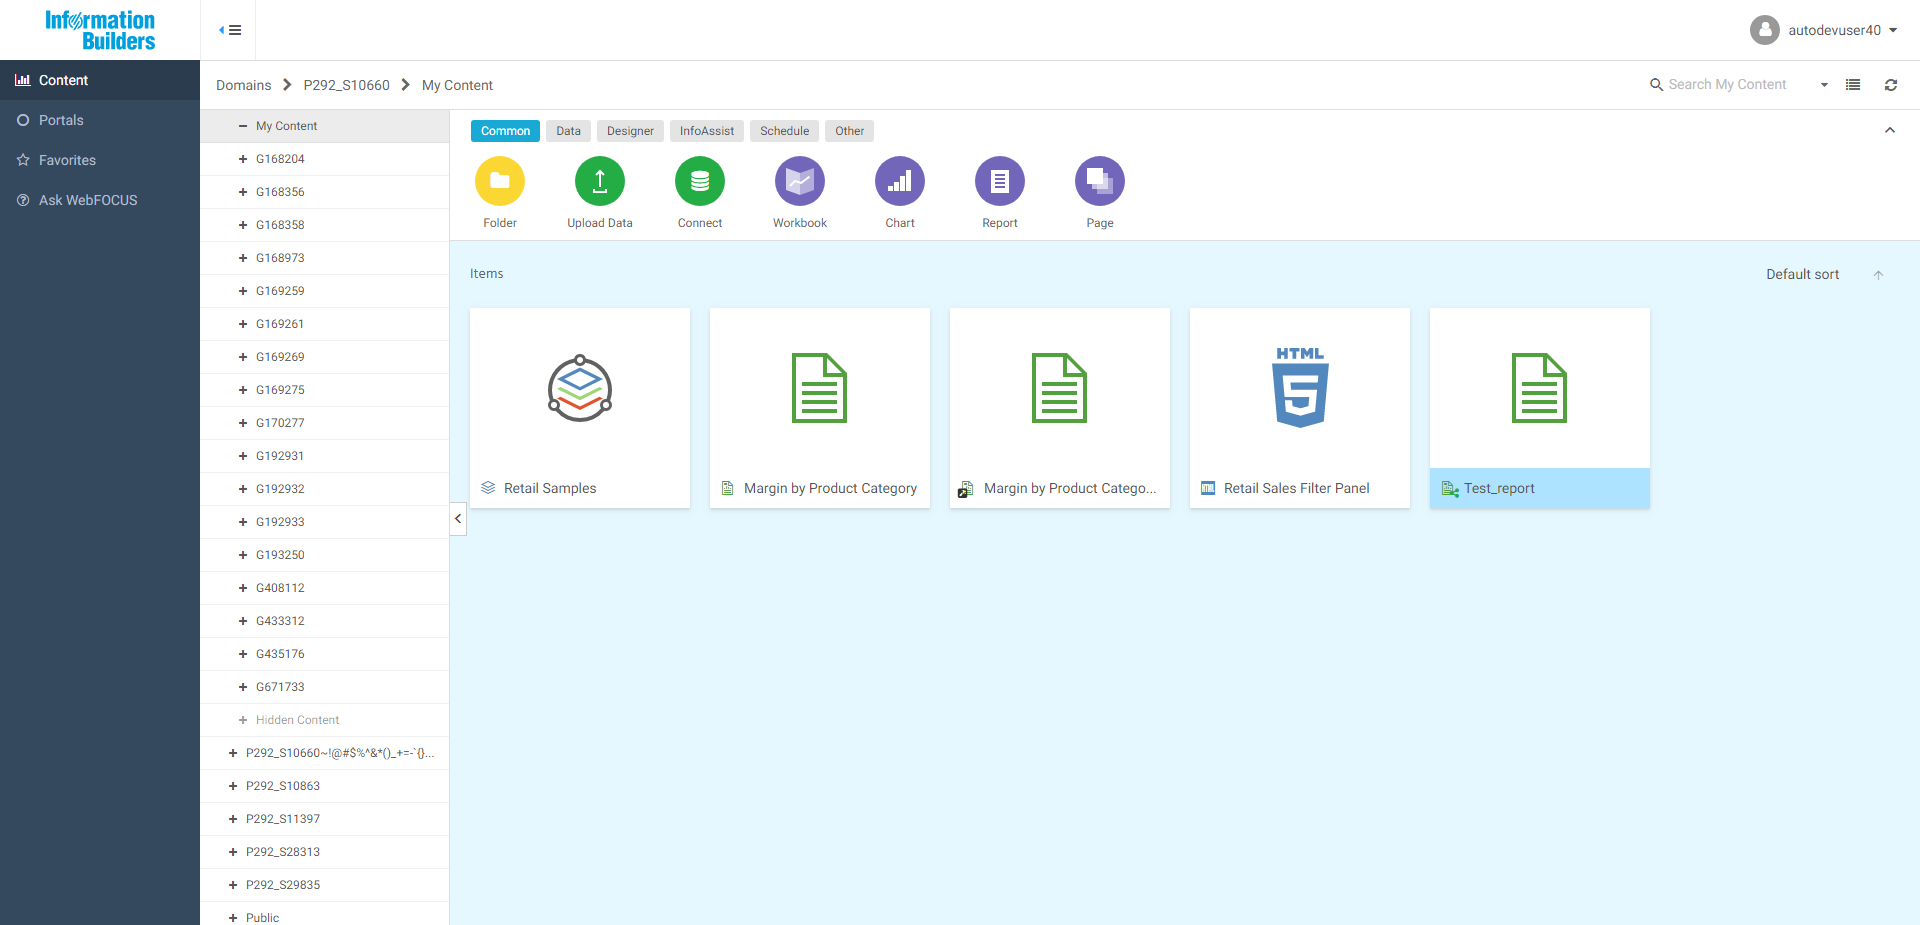 Information
Builders
autodevuser40
Content
Portals
Favorites
Ask WebFOCUS
Domains P292_S10660 My Content
Search My Content
My Content
G168204
G168356
G168358
G168973
G169259
G169261
G169269
G169275
G170277
G192931
G192932
G192933
G193250
G408112
G433312
G435176
G671733
Hidden Content
P292_S10660~!@#$%^&*()_+=-`{}...
P292_S10863
P292_S11397
P292_S28313
P292_S29835
Public
Common Data Designer InfoAssist Schedule Other
Folder Upload Data Connect Workbook Chart Report Page
Items
Default sort
HTML
5
Retail Samples
Margin by Product Category
Margin by Product Catego...
Retail Sales Filter Panel
Test_report